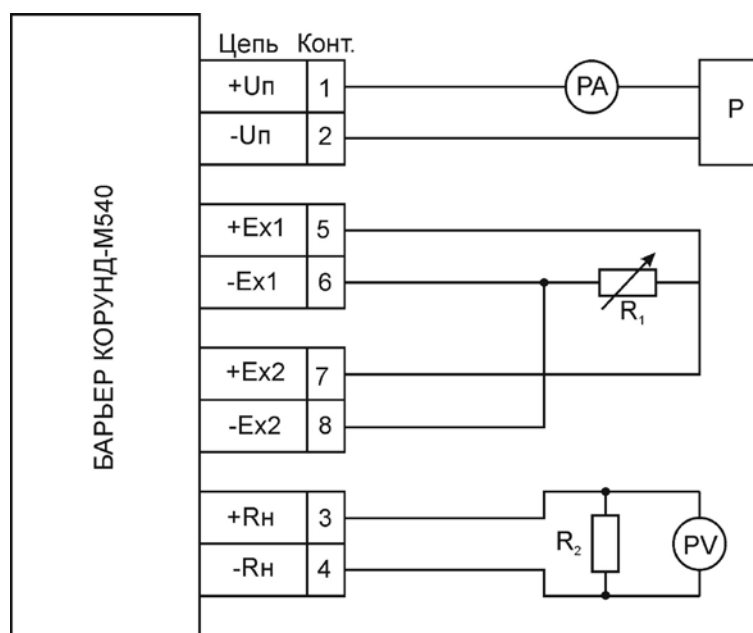 БАРЬЕР КОРУНД-М540
Цепь Конт.
+Uп 1
-Uп 2
PA
P
+Ex1 5
-Ex1 6
R₁
+Ex2 7
-Ex2 8
+Rн 3
-Rн 4
R₂
PV